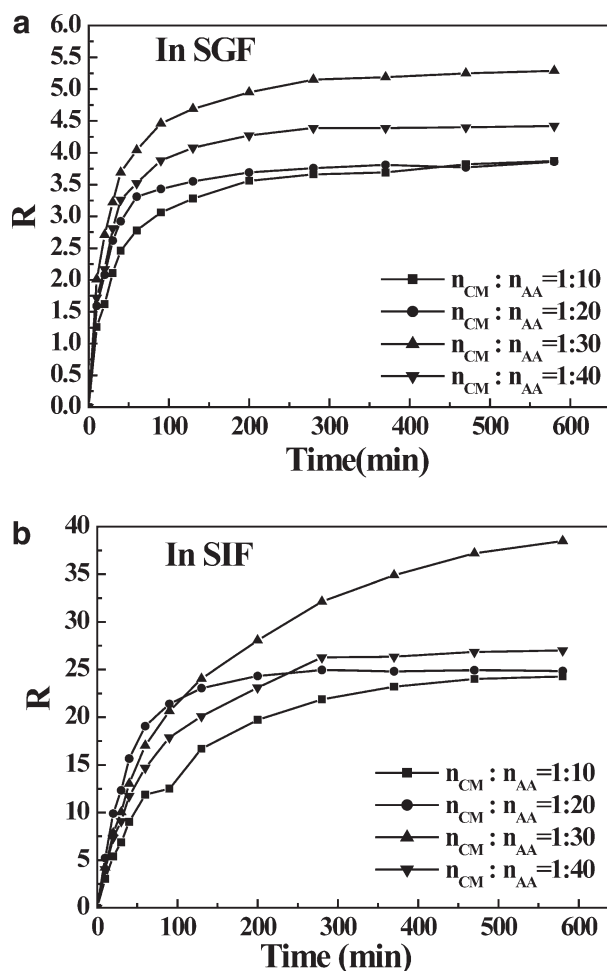 a
In SGF
6.0
5.5
5.0
4.5
4.0
3.5
3.0
2.5
2.0
1.5
1.0
0.5
0.0
R
n_CM : n_AA=1:10
n_CM : n_AA=1:20
n_CM : n_AA=1:30
n_CM : n_AA=1:40
0 100 200 300 400 500 600
Time(min)
b
In SIF
40
35
30
25
20
15
10
5
0
R
n_CM : n_AA=1:10
n_CM : n_AA=1:20
n_CM : n_AA=1:30
n_CM : n_AA=1:40
0 100 200 300 400 500 600
Time (min)